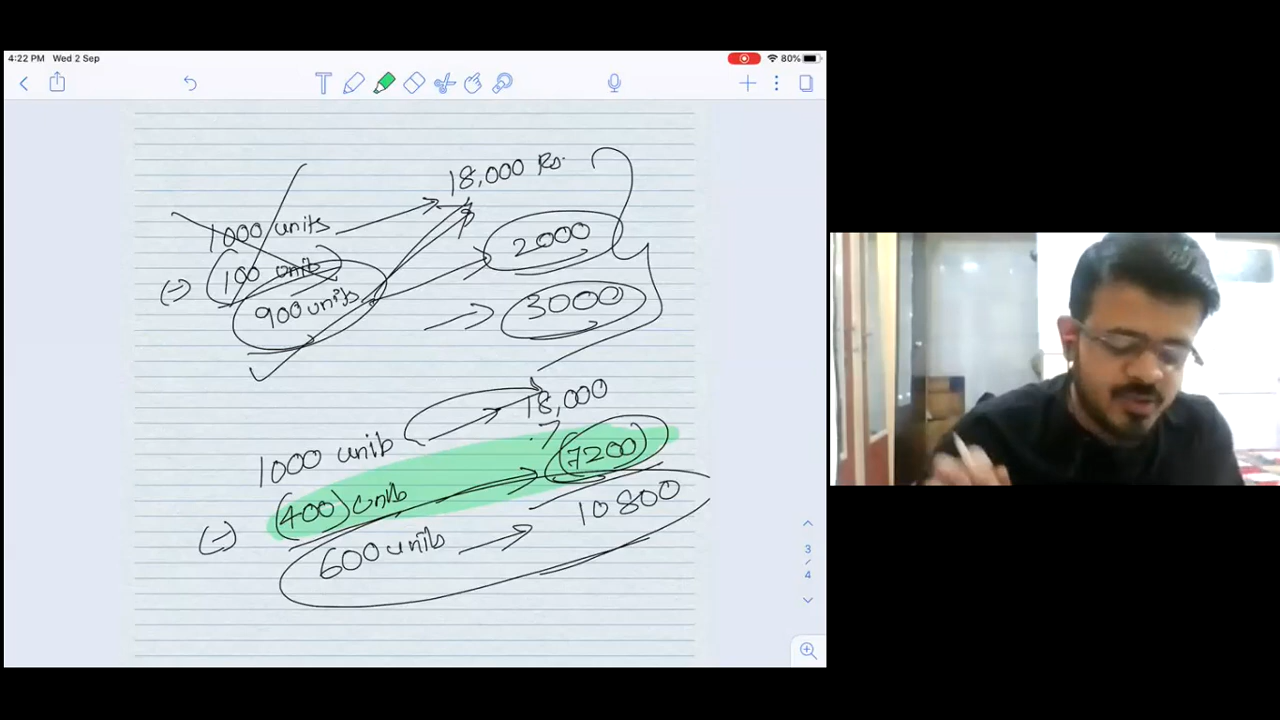 4:22 PM Wed 2 Sep
80%
18,000 Rs.
1000 units
(-) 100 units
2000
900 units
3000
18,000
1000 units
(7200)
(400) units
10800
(-)
600 units
3
/
4